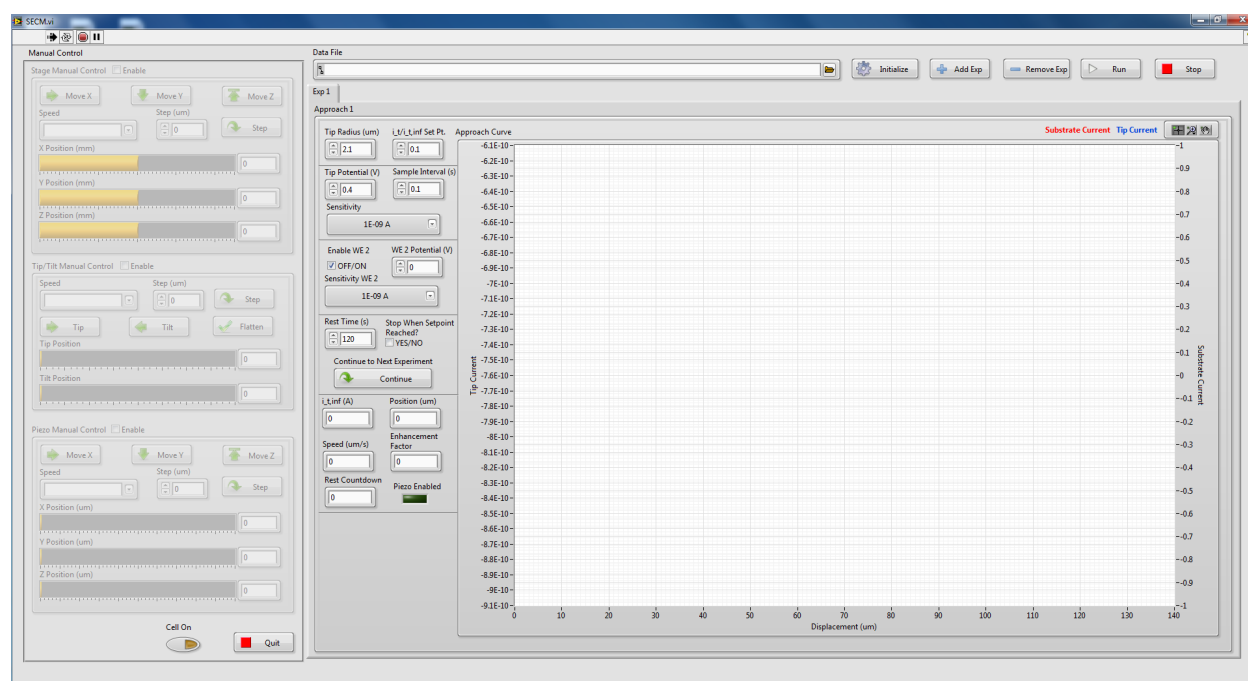 SECM.vi
Manual Control
Stage Manual Control Enable
Move X Move Y Move Z
Speed Step (um)
0 Step
X Position (mm)
0
Y Position (mm)
0
Z Position (mm)
0
Tip/Tilt Manual Control Enable
Speed Step (um)
0 Step
Tip Tilt Flatten
Tip Position
0
Tilt Position
0
Piezo Manual Control Enable
Move X Move Y Move Z
Speed Step (um)
0 Step
X Position (um)
0
Y Position (um)
0
Z Position (um)
0
Cell On
Quit
Data File
Initialize Add Exp Remove Exp Run Stop
Exp 1
Approach 1
Tip Radius (um) i_t/i_t,inf Set Pt.
2.1 0.1
Tip Potential (V) Sample Interval (s)
0.4 0.1
Sensitivity
1E-09 A
Enable WE 2 WE 2 Potential (V)
OFF/ON 0
Sensitivity WE 2
1E-09 A
Rest Time (s) Stop When Setpoint
Reached?
120 YES/NO
Continue to Next Experiment
Continue
i_t,inf (A) Position (um)
0 0
Enhancement
Speed (um/s) Factor
0 0
Rest Countdown Piezo Enabled
0
Approach Curve
Substrate Current Tip Current
-6.1E-10
-6.2E-10
-6.3E-10
-6.4E-10
-6.5E-10
-6.6E-10
-6.7E-10
-6.8E-10
-6.9E-10
-7E-10
-7.1E-10
-7.2E-10
-7.3E-10
-7.4E-10
-7.5E-10
-7.6E-10
-7.7E-10
-7.8E-10
-7.9E-10
-8E-10
-8.1E-10
-8.2E-10
-8.3E-10
-8.4E-10
-8.5E-10
-8.6E-10
-8.7E-10
-8.8E-10
-8.9E-10
-9E-10
-9.1E-10
Tip Current
0 10 20 30 40 50 60 70 80 90 100 110 120 130 140
Displacement (um)
1
0.9
0.8
0.7
0.6
0.5
0.4
0.3
0.2
0.1
0
-0.1
-0.2
-0.3
-0.4
-0.5
-0.6
-0.7
-0.8
-0.9
-1
Substrate Current